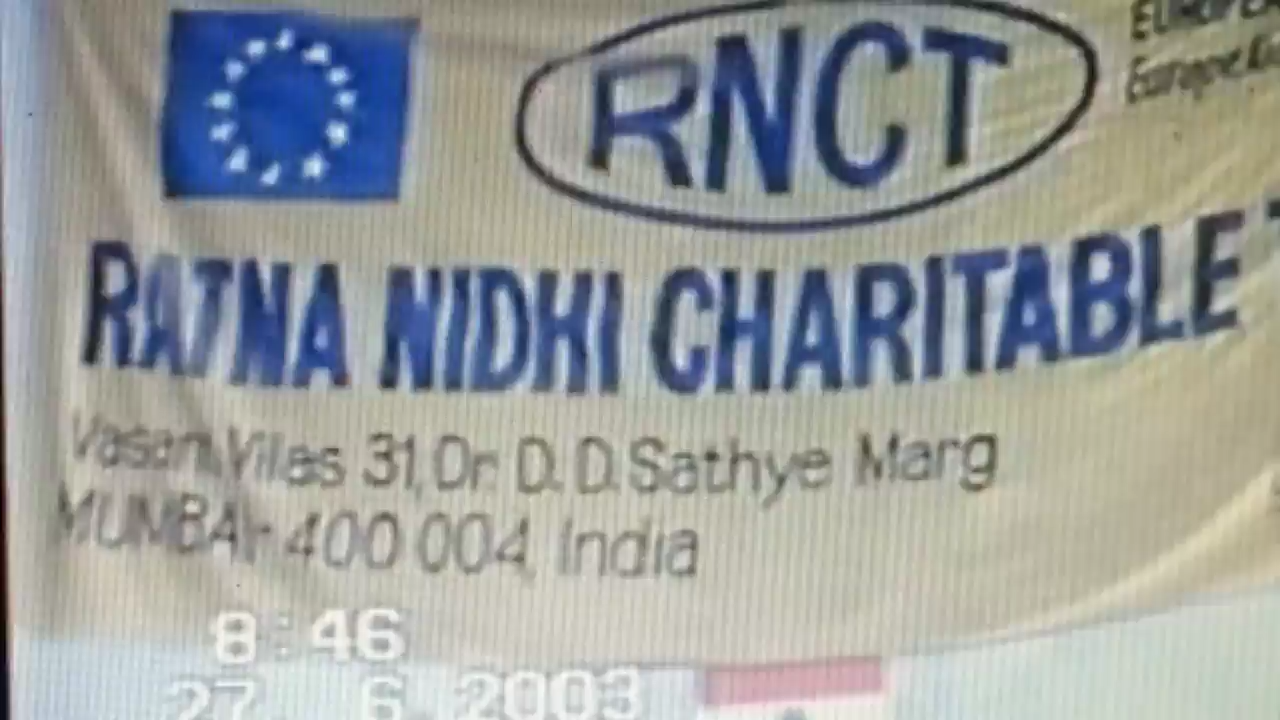 RNCT
RATNA NIDHI CHARITABLE
Vasant Vilas 31, Dr. D. D. Sathye Marg
MUMBAI- 400 004, India
8:46
27 6 2003